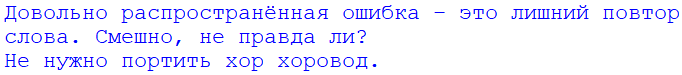 Довольно распространённая ошибка – это лишний повтор
слова. Смешно, не правда ли?
Не нужно портить хор хоровод.